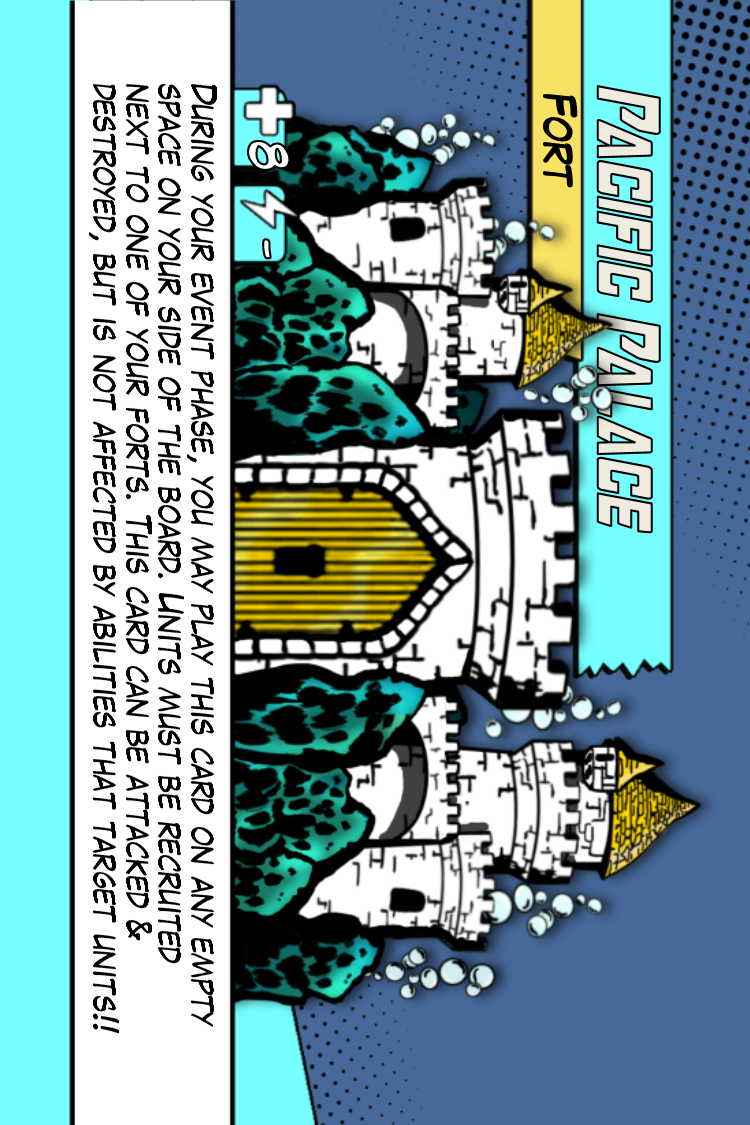 PACIFIC PALACE
FORT
+8 -
DURING YOUR EVENT PHASE, YOU MAY PLAY THIS CARD ON ANY EMPTY
SPACE ON YOUR SIDE OF THE BOARD. UNITS MUST BE RECRUITED
NEXT TO ONE OF YOUR FORTS. THIS CARD CAN BE ATTACKED &
DESTROYED, BUT IS NOT AFFECTED BY ABILITIES THAT TARGET UNITS!!